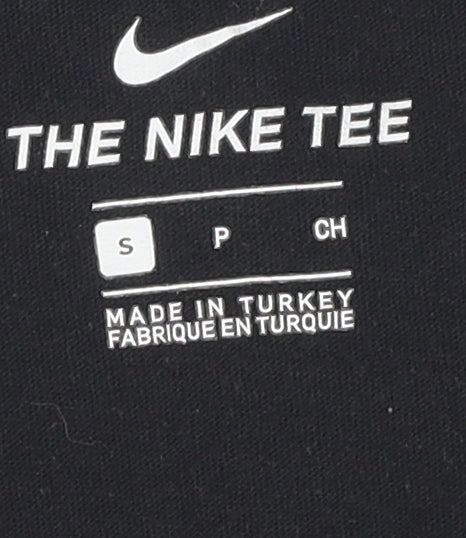 THE NIKE TEE
S P CH
MADE IN TURKEY
FABRIQUE EN TURQUIE